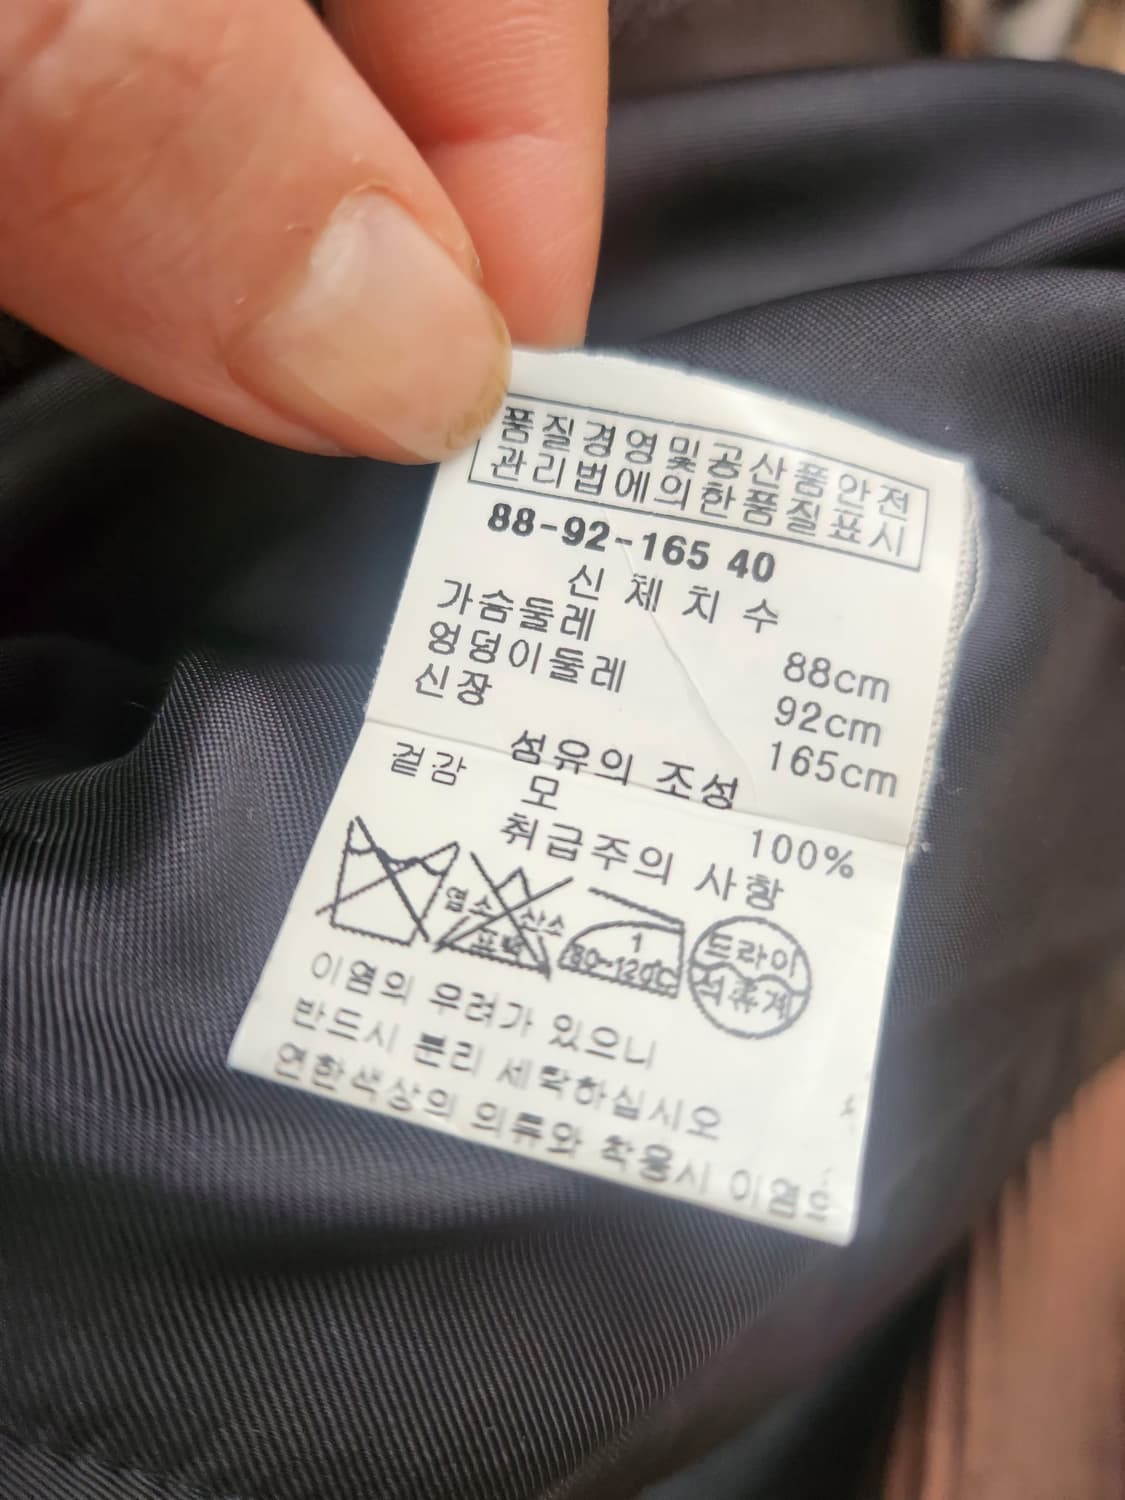 품질경영및공산품안전
관리법에의한품질표시
88-92-165 40
신 체 치 수
가슴둘레 88cm
엉덩이둘레 92cm
신장 165cm
섬유의 조성
겉감 모 100%
취급주의 사항
염소 산소
표백
1
80~120℃
드라이
석유계
이염의 우려가 있으니
반드시 분리 세탁하십시오
연한색상의 의류와 착용시 이염으